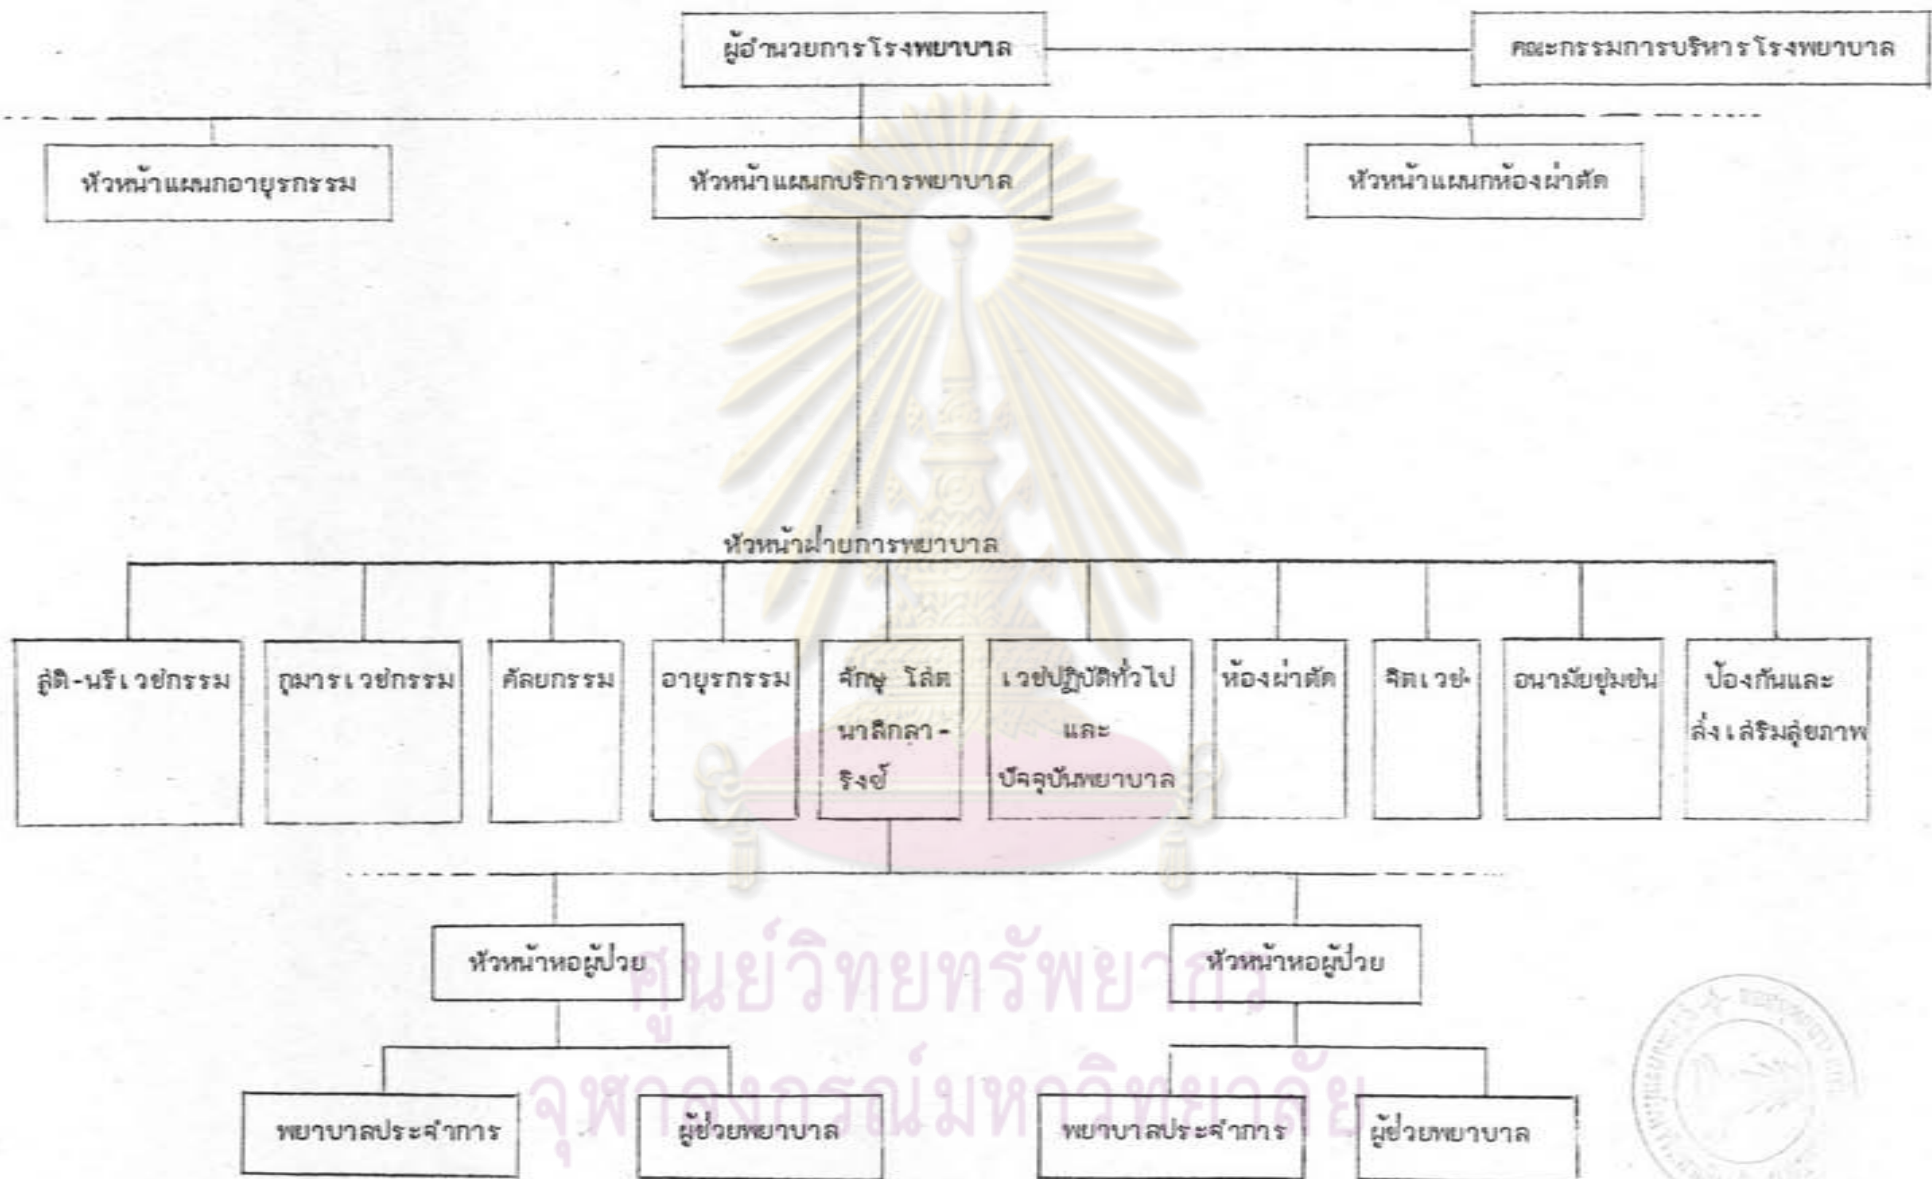 ผู้อำนวยการโรงพยาบาล
คณะกรรมการบริหารโรงพยาบาล
หัวหน้าแผนกอายุรกรรม
หัวหน้าแผนกบริการพยาบาล
หัวหน้าแผนกห้องผ่าตัด
หัวหน้าฝ่ายการพยาบาล
สูติ-นรีเวชกรรม
กุมารเวชกรรม
ศัลยกรรม
อายุรกรรม
จักษุ โสต
นาสิกลา-
ริงซ์
เวชปฏิบัติทั่วไป
และ
ปัจจุบันพยาบาล
ห้องผ่าตัด
จิตเวช
อนามัยชุมชน
ป้องกันและ
ส่งเสริมสุขภาพ
หัวหน้าหอผู้ป่วย
หัวหน้าหอผู้ป่วย
พยาบาลประจำการ
ผู้ช่วยพยาบาล
พยาบาลประจำการ
ผู้ช่วยพยาบาล
ศูนย์วิทยทรัพยากร
จุฬาลงกรณ์มหาวิทยาลัย